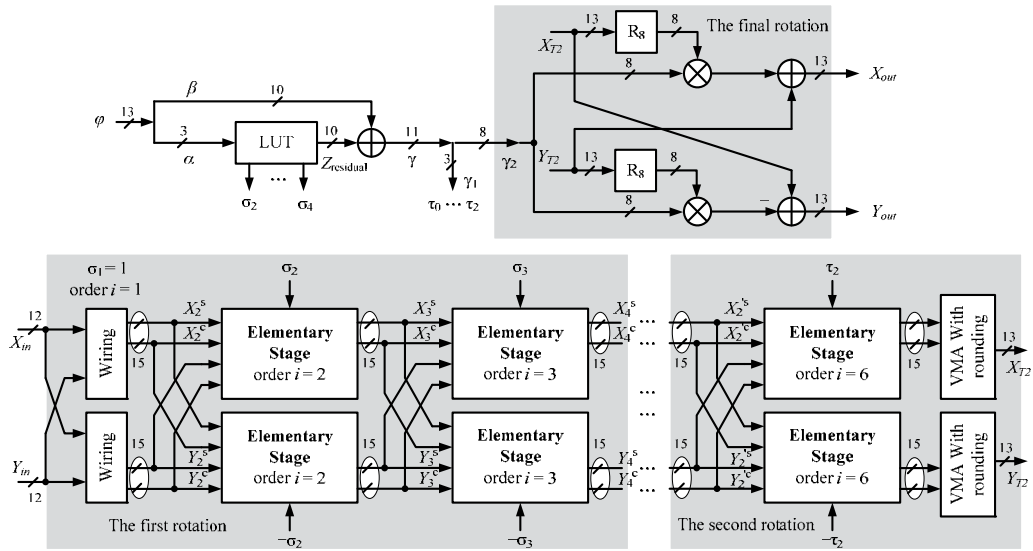 The final rotation
13
R₈
8
X_T2
8
13
X_out
β
10
φ
13
3
α
LUT
10
Z_residual
11
γ
8
γ₂
3
γ₁
σ₂ ... σ₄
τ₀ ... τ₂
Y_T2
13
R₈
8
8
−
13
Y_out
σ₁ = 1
order i = 1
σ₂
σ₃
τ₂
12
X_in
Wiring
X₂ˢ
X₂ᶜ
15
Elementary
Stage
order i = 2
X₃ˢ
X₃ᶜ
15
Elementary
Stage
order i = 3
X₄ˢ
X₄ᶜ
15
...
...
15
X₂'ˢ
X₂'ᶜ
Elementary
Stage
order i = 6
15
VMA With
rounding
13
X_T2
...
...
Y_in
12
Wiring
15
Y₂ˢ
Y₂ᶜ
Elementary
Stage
order i = 2
15
Y₃ˢ
Y₃ᶜ
Elementary
Stage
order i = 3
15
Y₄ˢ
Y₄ᶜ
...
...
15
Y₂'ˢ
Y₂'ᶜ
Elementary
Stage
order i = 6
15
VMA With
rounding
13
Y_T2
The first rotation
−σ₂
−σ₃
The second rotation
−τ₂